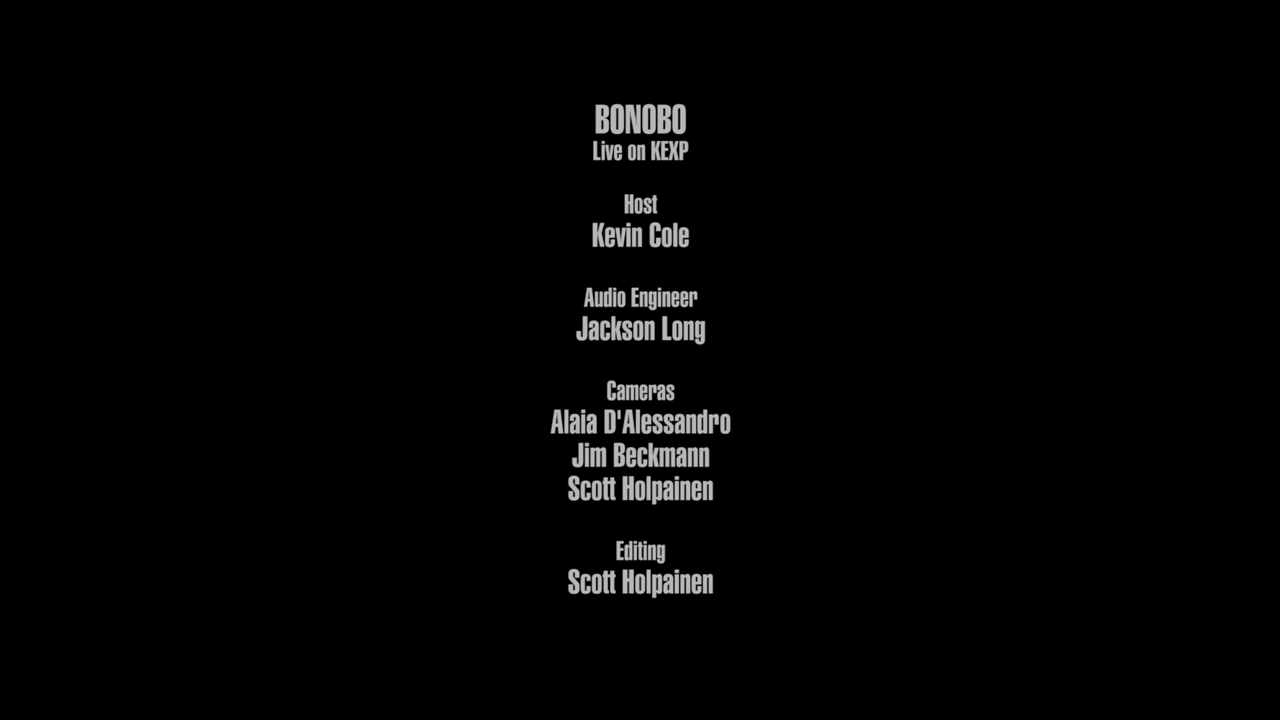 BONOBO
Live on KEXP
Host
Kevin Cole
Audio Engineer
Jackson Long
Cameras
Alaia D'Alessandro
Jim Beckmann
Scott Holpainen
Editing
Scott Holpainen